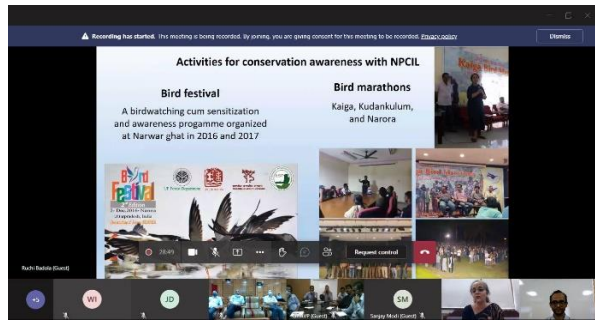 Recording has started. This meeting is being recorded. By joining, you are giving consent for this meeting to be recorded. Privacy policy
Dismiss
Activities for conservation awareness with NPCIL
Bird festival
A birdwatching cum sensitization
and awareness progamme organized
at Narwar ghat in 2016 and 2017
Bird marathons
Kaiga, Kudankulum,
and Narora
Bird
Festival
28:49
Request control
Ruchi Badola (Guest)
+5
WI
JD
SM
Sanjay Modi (Guest)